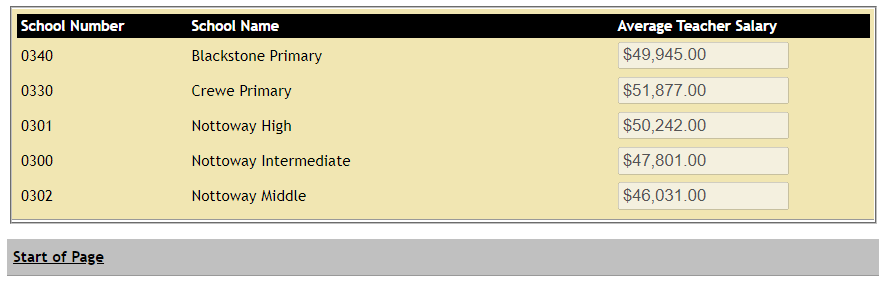 School Number School Name Average Teacher Salary
0340 Blackstone Primary $49,945.00
0330 Crewe Primary $51,877.00
0301 Nottoway High $50,242.00
0300 Nottoway Intermediate $47,801.00
0302 Nottoway Middle $46,031.00
Start of Page